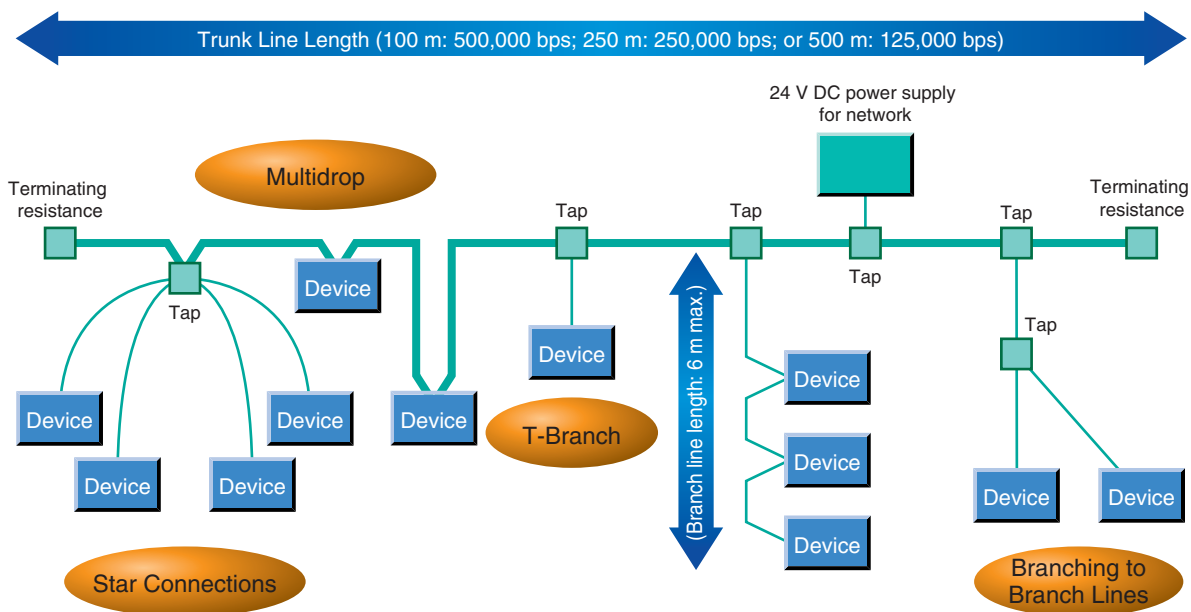 Trunk Line Length (100 m: 500,000 bps; 250 m: 250,000 bps; or 500 m: 125,000 bps)
24 V DC power supply
for network
Multidrop
Terminating
resistance
Tap
Tap
Tap
Terminating
resistance
Tap
Device
Tap
Tap
(Branch line length: 6 m max.)
Device
Device
Device
Device
Device
T-Branch
Device
Device
Device
Device
Device
Device
Device
Star Connections
Branching to
Branch Lines